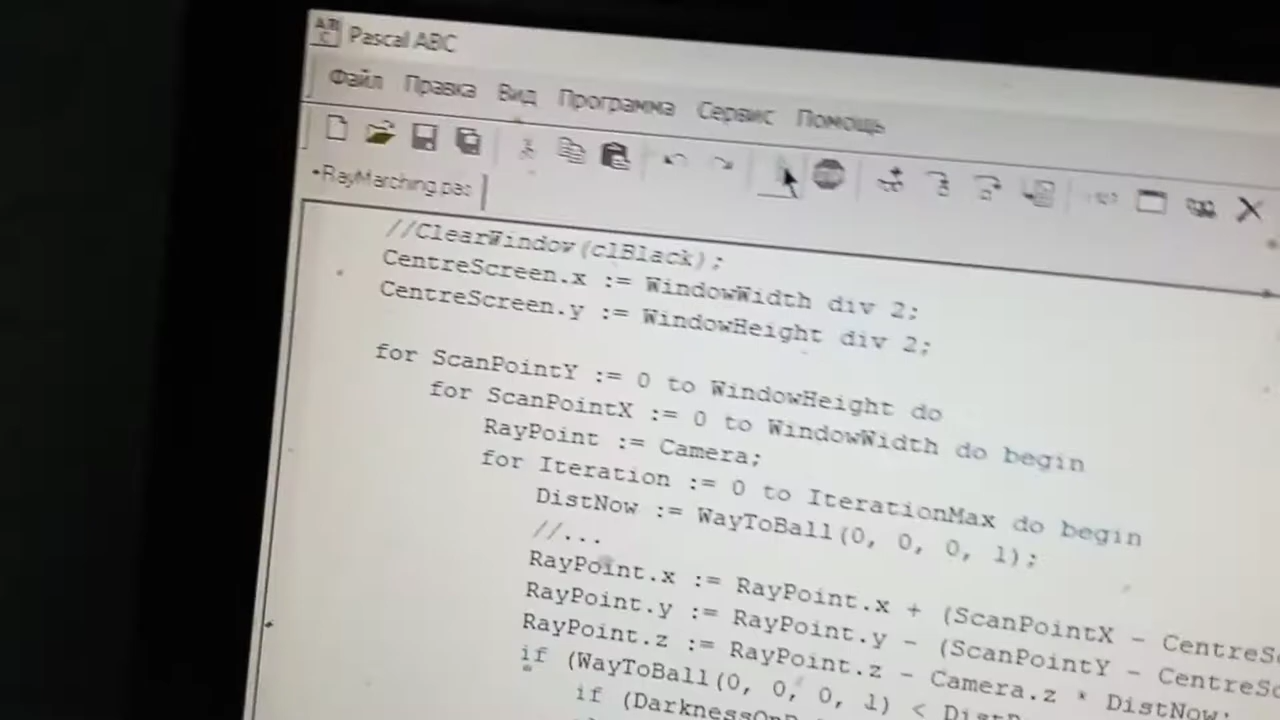 Pascal ABC
Файл Правка Вид Программа Сервис Помощь
•RayMarching.pas
//ClearWindow(clBlack);
CentreScreen.x := WindowWidth div 2;
CentreScreen.y := WindowHeight div 2;
for ScanPointY := 0 to WindowHeight do
for ScanPointX := 0 to WindowWidth do begin
RayPoint := Camera;
for Iteration := 0 to IterationMax do begin
DistNow := WayToBall(0, 0, 0, 1);
//...
RayPoint.x := RayPoint.x + (ScanPointX - CentreSc
RayPoint.y := RayPoint.y - (ScanPointY - CentreSc
RayPoint.z := RayPoint.z - Camera.z * DistNow;
if (WayToBall(0, 0, 0, 1) <
if